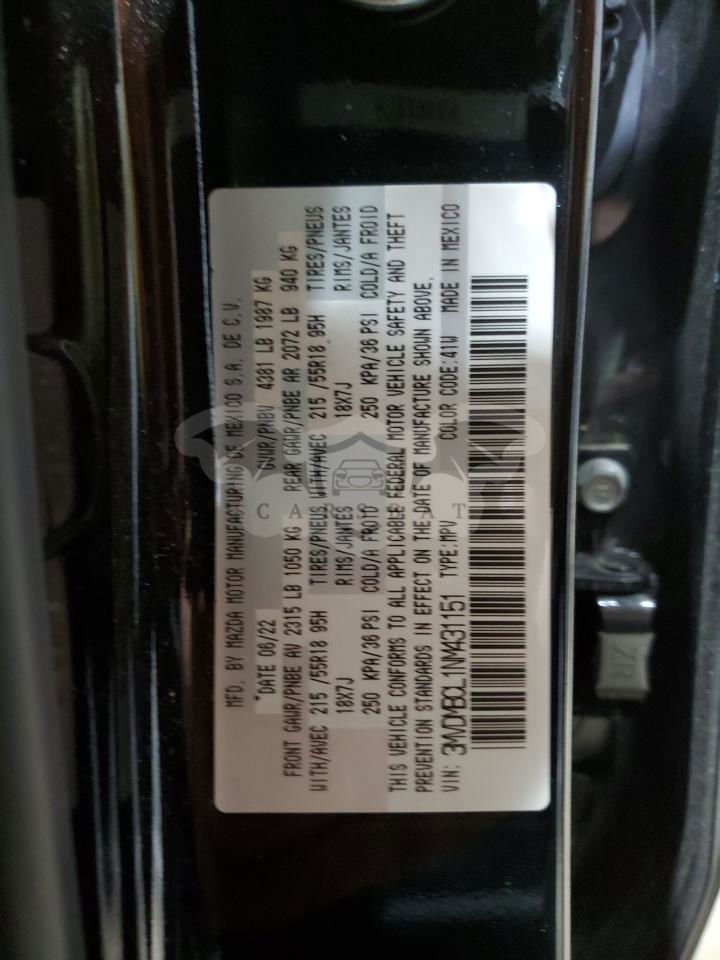 MFD. BY MAZDA MOTOR MANUFACTURING DE MEXICO S.A. DE C.V.
*DATE 06/22 GVWR/PNBV 4381 LB 1987 KG
FRONT GAWR/PNBE AV 2315 LB 1050 KG REAR GAWR/PNBE AR 2072 LB 940 KG
WITH/AVEC 215 /55R18 95H TIRES/PNEUS WITH/AVEC 215 /55R18 95H TIRES/PNEUS
18X7J RIMS/JANTES 18X7J RIMS/JANTES
250 KPA/36 PSI COLD/A FROID 250 KPA/36 PSI COLD/A FROID
THIS VEHICLE CONFORMS TO ALL APPLICABLE FEDERAL MOTOR VEHICLE SAFETY AND THEFT
PREVENTION STANDARDS IN EFFECT ON THE DATE OF MANUFACTURE SHOWN ABOVE.
VIN: 3MVDMBCL1NM431151 TYPE:MPV COLOR CODE:41W MADE IN MEXICO
7R